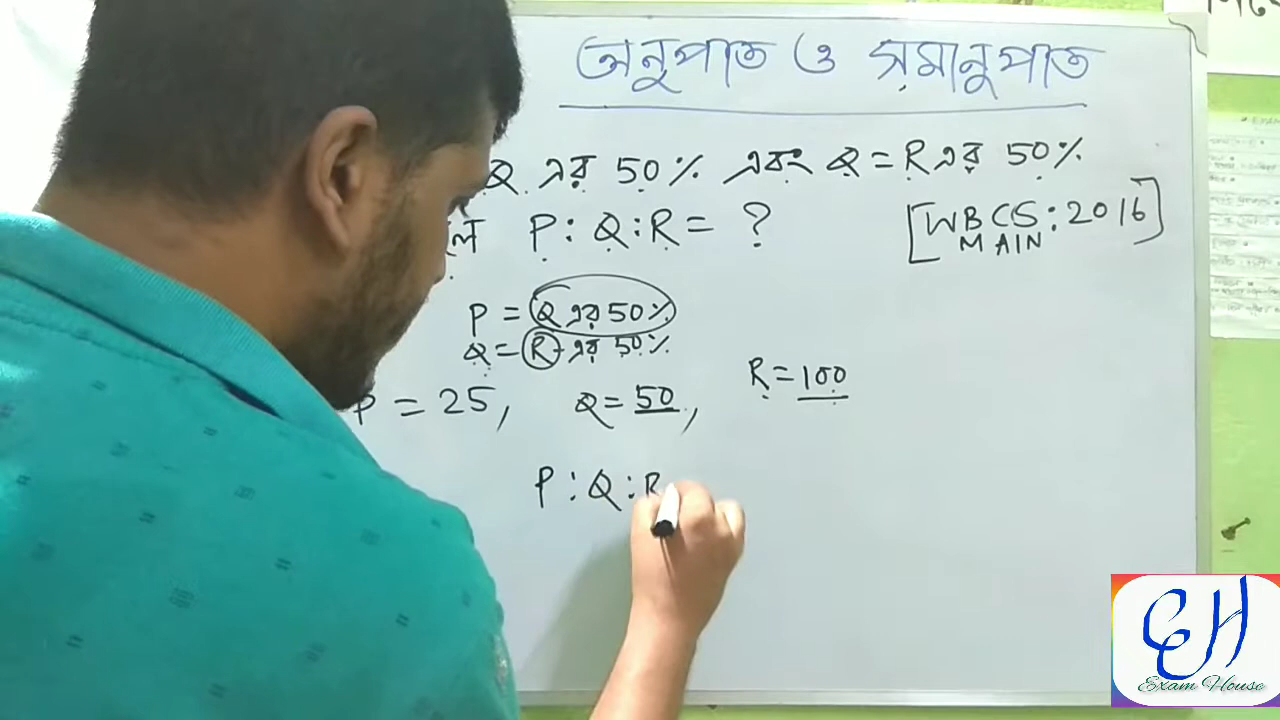 অনুপাত ও সমানুপাত
Q এর 50% এবং Q = R এর 50%
P : Q : R = ?
[WBCS : 2016]
MAIN
P = Q এর 50%
Q = R এর 50%
R = 100
P = 25, Q = 50,
P : Q : R
EH
Exam House